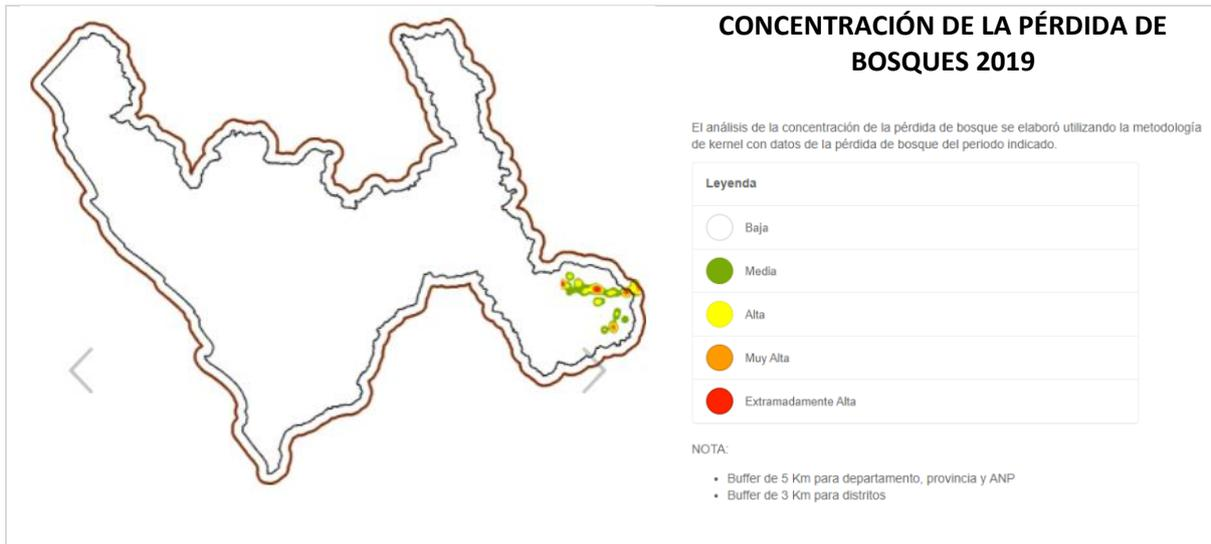 CONCENTRACIÓN DE LA PÉRDIDA DE
BOSQUES 2019
El análisis de la concentración de la pérdida de bosque se elaboró utilizando la metodología
de kernel con datos de la pérdida de bosque del periodo indicado.
Leyenda
Baja
Media
Alta
Muy Alta
Extramadamente Alta
NOTA:
• Buffer de 5 Km para departamento, provincia y ANP
• Buffer de 3 Km para distritos